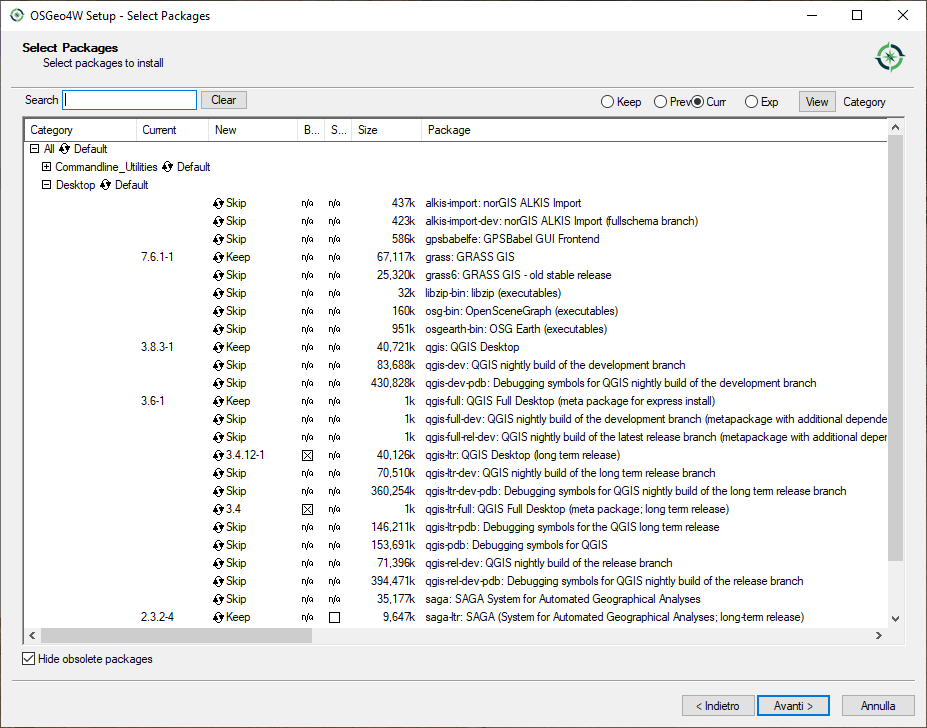 OSGeo4W Setup - Select Packages
Select Packages
Select packages to install
Search Clear Keep Prev Curr Exp View Category
Category Current New B... S... Size Package
All Default
Commandline_Utilities Default
Desktop Default
Skip n/a n/a 437k alkis-import: norGIS ALKIS Import
Skip n/a n/a 423k alkis-import-dev: norGIS ALKIS Import (fullschema branch)
Skip n/a n/a 586k gpsbabelfe: GPSBabel GUI Frontend
7.6.1-1 Keep n/a n/a 67,117k grass: GRASS GIS
Skip n/a n/a 25,320k grass6: GRASS GIS - old stable release
Skip n/a n/a 32k libzip-bin: libzip (executables)
Skip n/a n/a 160k osg-bin: OpenSceneGraph (executables)
Skip n/a n/a 951k osgearth-bin: OSG Earth (executables)
3.8.3-1 Keep n/a n/a 40,721k qgis: QGIS Desktop
Skip n/a n/a 83,688k qgis-dev: QGIS nightly build of the development branch
Skip n/a n/a 430,828k qgis-dev-pdb: Debugging symbols for QGIS nightly build of the development branch
3.6-1 Keep n/a n/a 1k qgis-full: QGIS Full Desktop (meta package for express install)
Skip n/a n/a 1k qgis-full-dev: QGIS nightly build of the development branch (metapackage with additional depende
Skip n/a n/a 1k qgis-full-rel-dev: QGIS nightly build of the latest release branch (metapackage with additional deper
3.4.12-1 n/a 40,126k qgis-ltr: QGIS Desktop (long term release)
Skip n/a n/a 70,510k qgis-ltr-dev: QGIS nightly build of the long term release branch
Skip n/a n/a 360,254k qgis-ltr-dev-pdb: Debugging symbols for QGIS nightly build of the long term release branch
3.4 n/a 1k qgis-ltr-full: QGIS Full Desktop (meta package; long term release)
Skip n/a n/a 146,211k qgis-ltr-pdb: Debugging symbols for the QGIS long term release
Skip n/a n/a 153,691k qgis-pdb: Debugging symbols for QGIS
Skip n/a n/a 71,396k qgis-rel-dev: QGIS nightly build of the release branch
Skip n/a n/a 394,471k qgis-rel-dev-pdb: Debugging symbols for QGIS nightly build of the release branch
Skip n/a n/a 35,177k saga: SAGA System for Automated Geographical Analyses
2.3.2-4 Keep n/a 9,647k saga-ltr: SAGA (System for Automated Geographical Analyses; long-term release)
Hide obsolete packages
< Indietro Avanti > Annulla